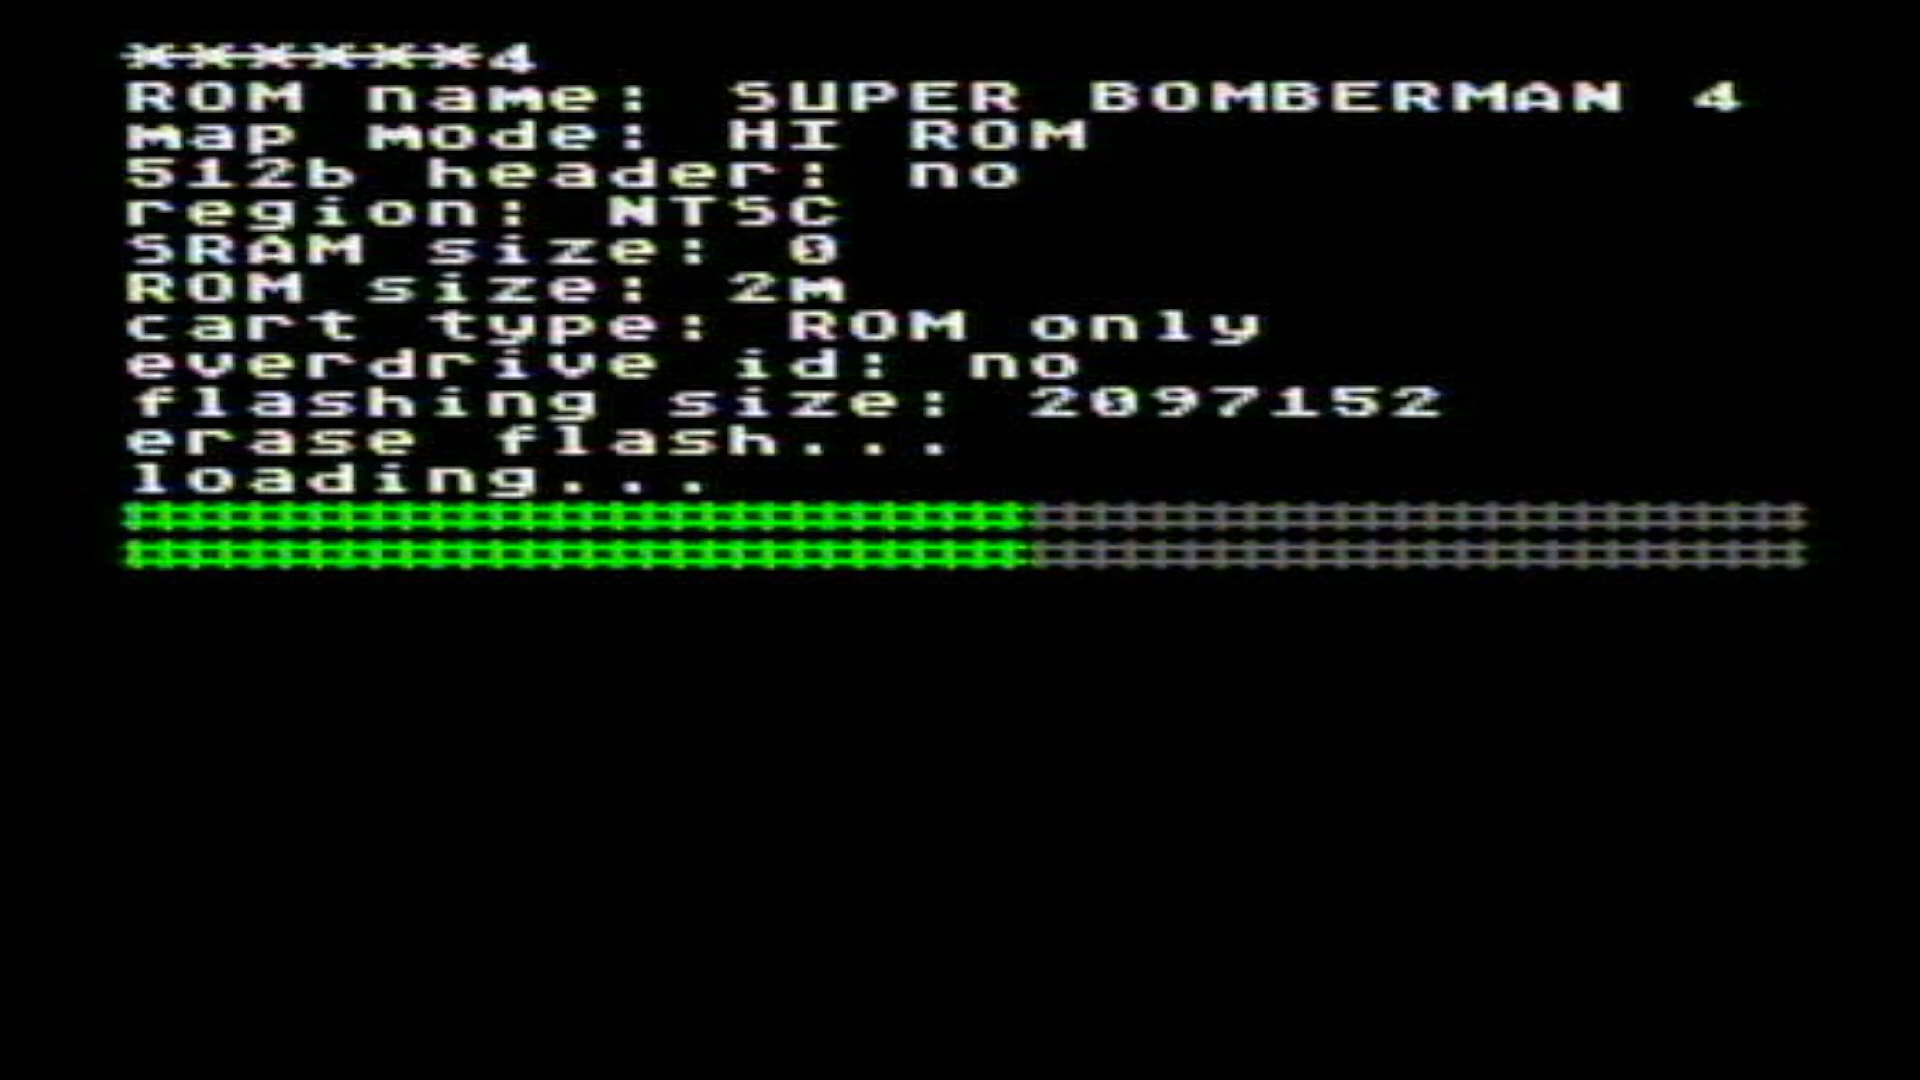 ××××××4
ROM name: SUPER BOMBERMAN 4
map mode: HI ROM
512b header: no
region: NTSC
SRAM size: 0
ROM size: 2m
cart type: ROM only
everdrive id: no
flashing size: 2097152
erase flash...
loading...